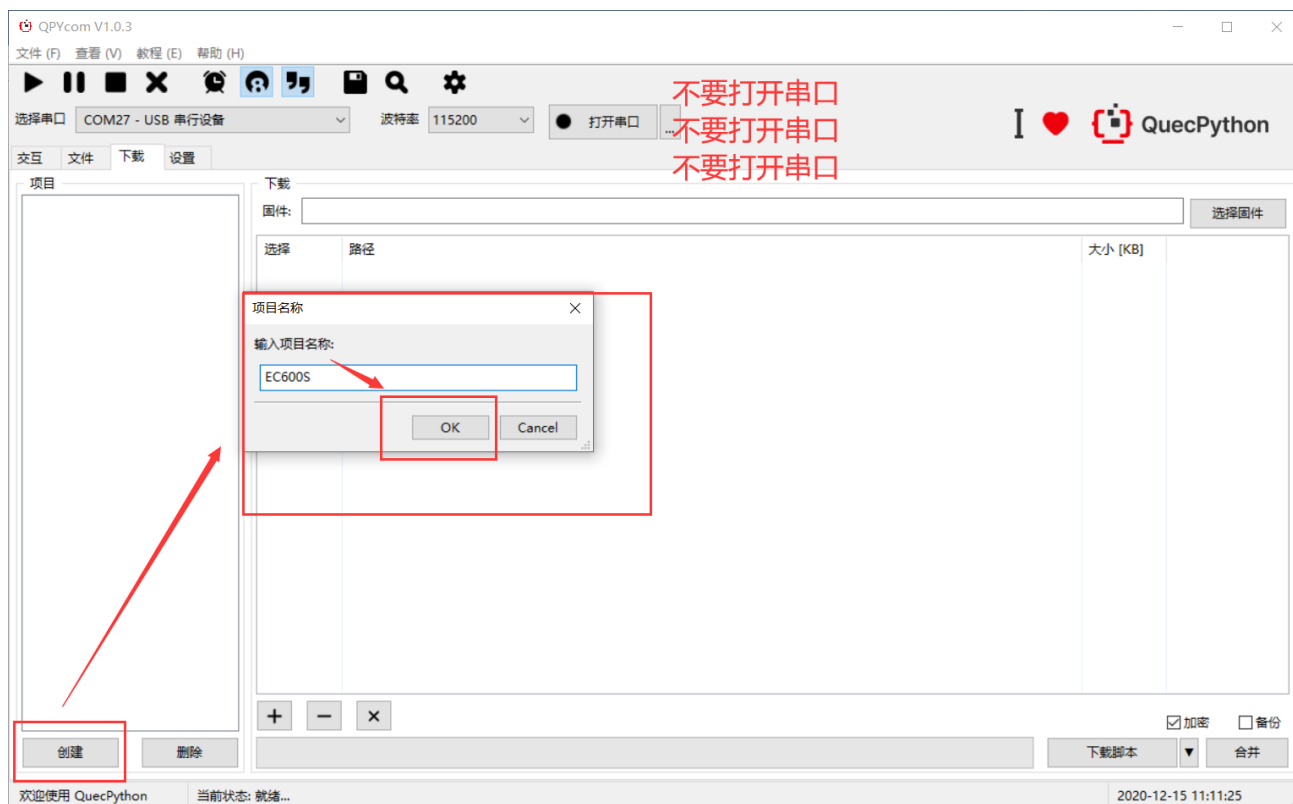 QPYcom V1.0.3
文件 (F) 查看 (V) 教程 (E) 帮助 (H)
不要打开串口
选择串口 COM27 - USB 串行设备 波特率 115200 打开串口 ...
不要打开串口
I QuecPython
不要打开串口
交互 文件 下载 设置
项目 下载
固件: 选择固件
选择 路径 大小 [KB]
项目名称
输入项目名称:
EC600S
OK Cancel
加密 备份
创建 删除 下载脚本 合并
欢迎使用 QuecPython 当前状态: 就绪... 2020-12-15 11:11:25